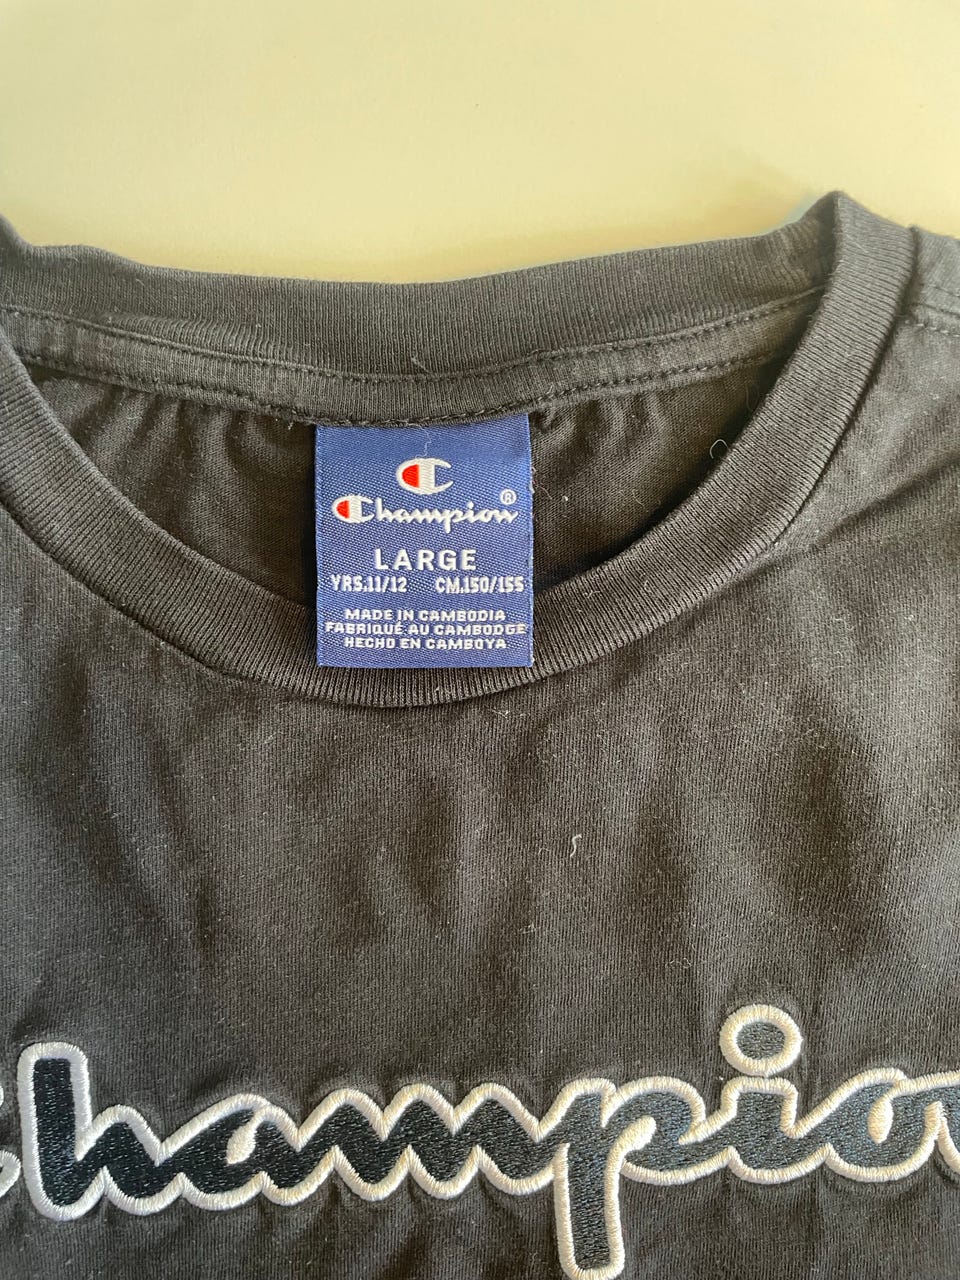 Champion®
LARGE
YRS.11/12 CM.150/155
MADE IN CAMBODIA
FABRIQUÉ AU CAMBODGE
HECHO EN CAMBOYA
Champion